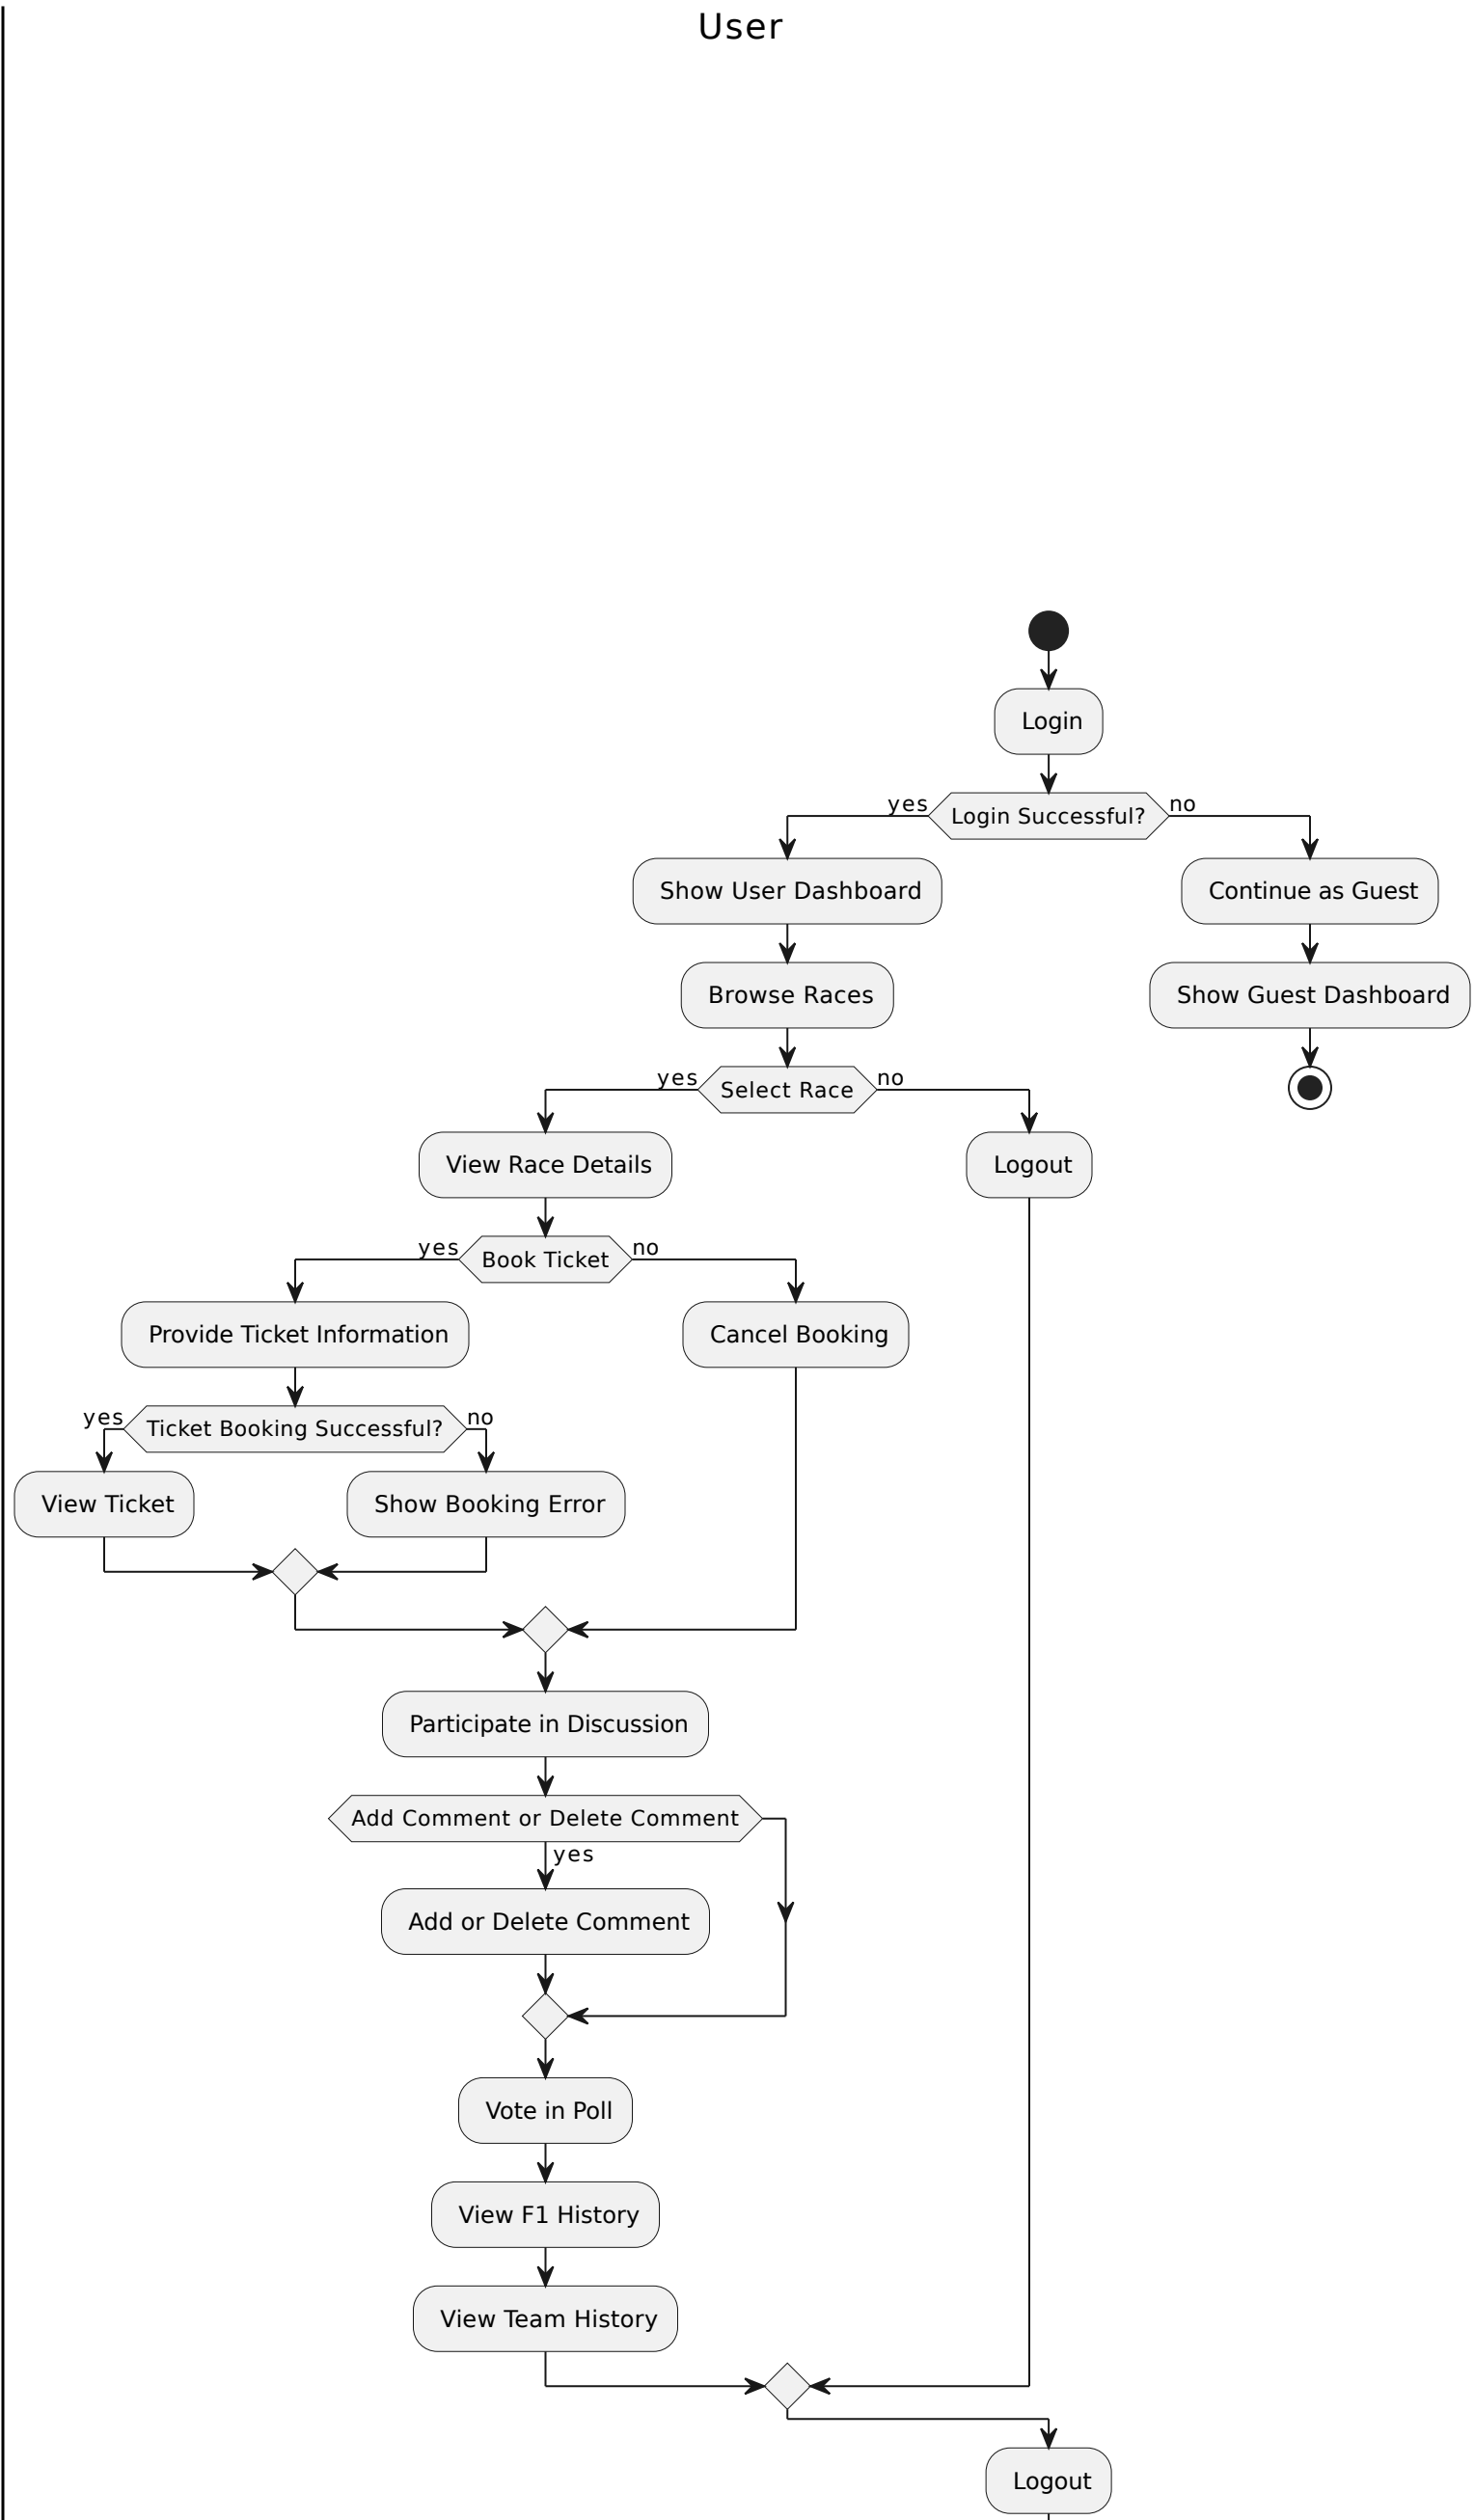 User
Login
yes
Login Successful?
no
Show User Dashboard
Continue as Guest
Browse Races
Show Guest Dashboard
yes
Select Race
no
View Race Details
Logout
yes
Book Ticket
no
Provide Ticket Information
Cancel Booking
yes
Ticket Booking Successful?
no
View Ticket
Show Booking Error
Participate in Discussion
Add Comment or Delete Comment
yes
Add or Delete Comment
Vote in Poll
View F1 History
View Team History
Logout